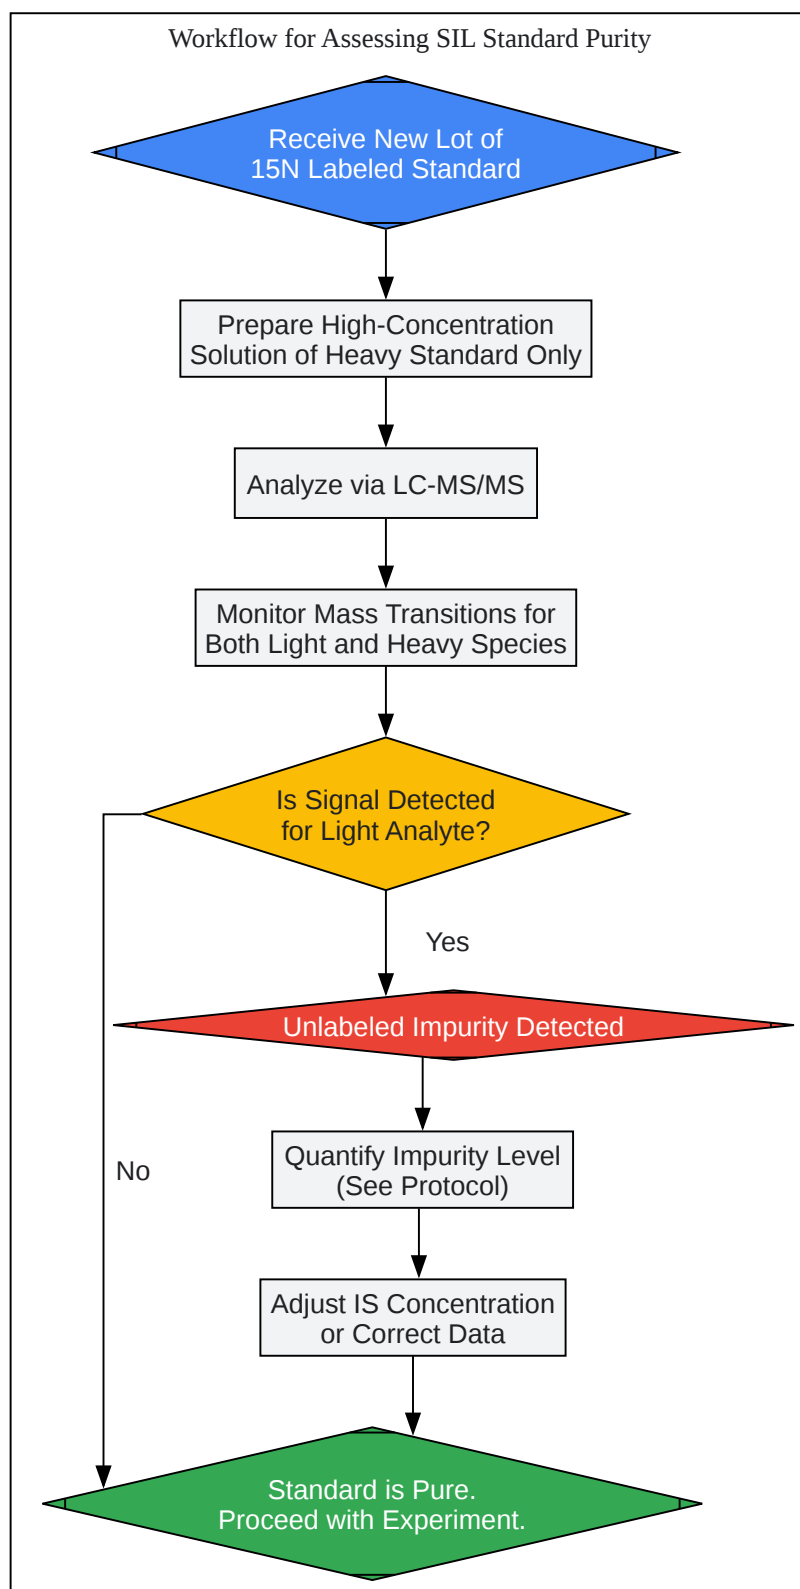 Workflow for Assessing SIL Standard Purity
Receive New Lot of
15N Labeled Standard
Prepare High-Concentration
Solution of Heavy Standard Only
Analyze via LC-MS/MS
Monitor Mass Transitions for
Both Light and Heavy Species
Is Signal Detected
for Light Analyte?
Yes
Unlabeled Impurity Detected
Quantify Impurity Level
(See Protocol)
No
Adjust IS Concentration
or Correct Data
Standard is Pure.
Proceed with Experiment.